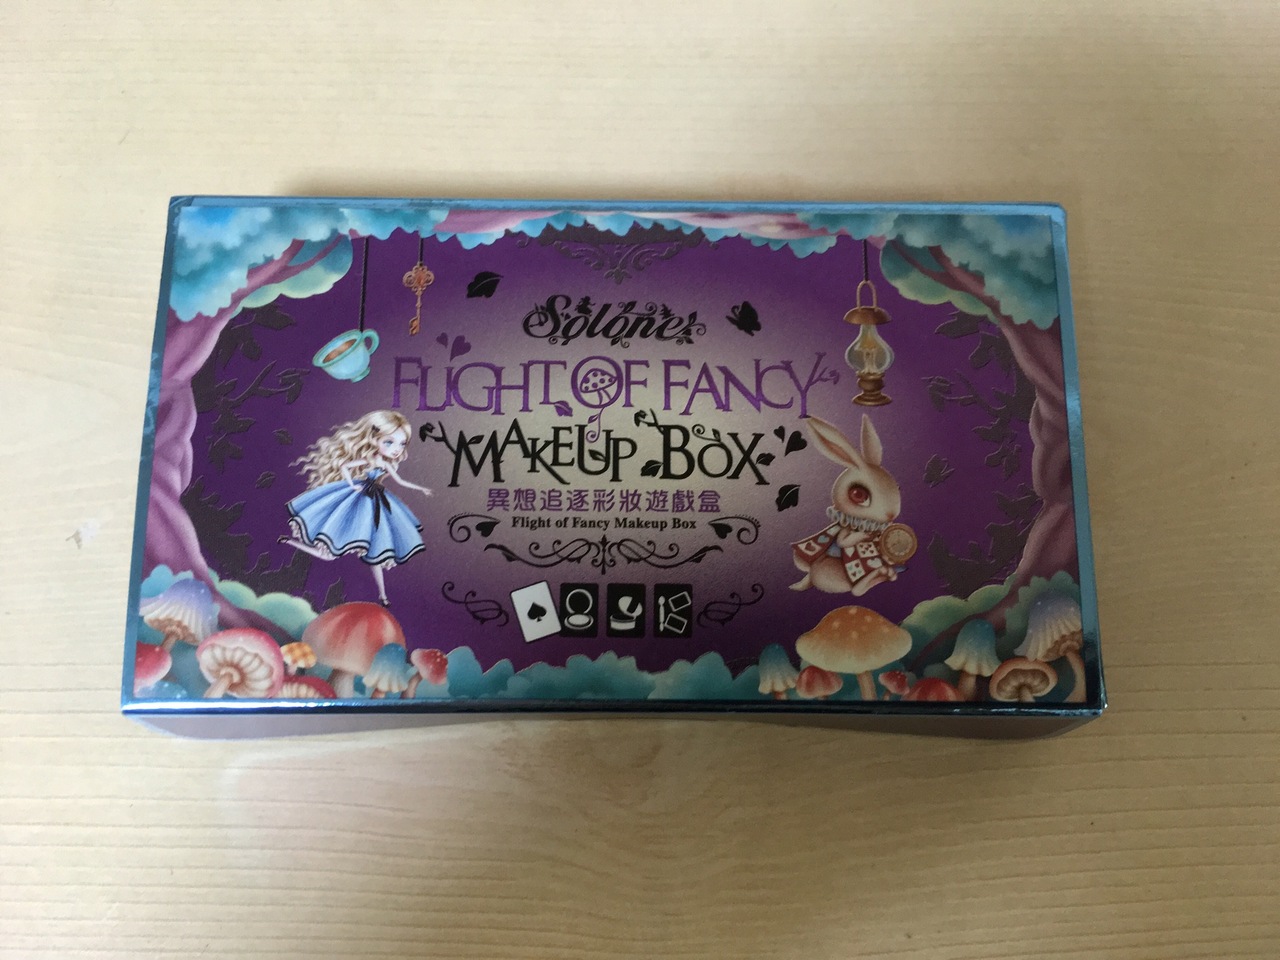 Solone
FLIGHT OF FANCY
MAKEUP BOX
異想追逐彩妝遊戲盒
Flight of Fancy Makeup Box